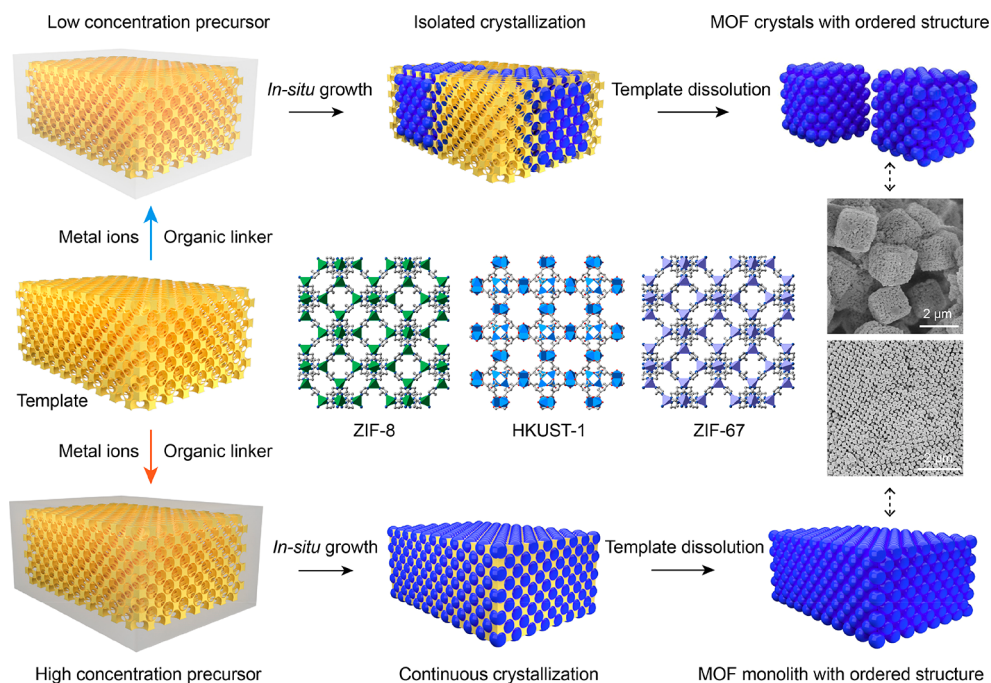 Low concentration precursor
Isolated crystallization
MOF crystals with ordered structure
In-situ growth
Template dissolution
Metal ions
Organic linker
2 μm
Template
ZIF-8
HKUST-1
ZIF-67
Metal ions
Organic linker
2 μm
In-situ growth
Template dissolution
High concentration precursor
Continuous crystallization
MOF monolith with ordered structure